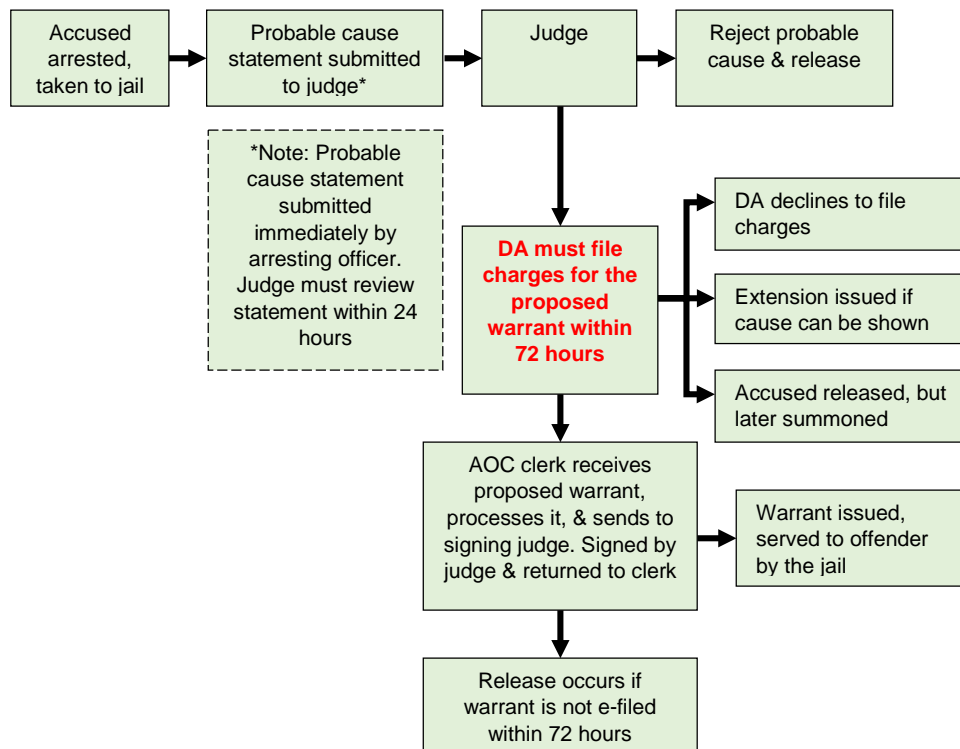 Accused
arrested,
taken to jail
Probable cause
statement submitted
to judge*
Judge
Reject probable
cause & release
*Note: Probable
cause statement
submitted
immediately by
arresting officer.
Judge must review
statement within 24
hours
DA must file
charges for the
proposed
warrant within
72 hours
DA declines to file
charges
Extension issued if
cause can be shown
Accused released, but
later summoned
AOC clerk receives
proposed warrant,
processes it, & sends to
signing judge. Signed by
judge & returned to clerk
Warrant issued,
served to offender
by the jail
Release occurs if
warrant is not e-filed
within 72 hours